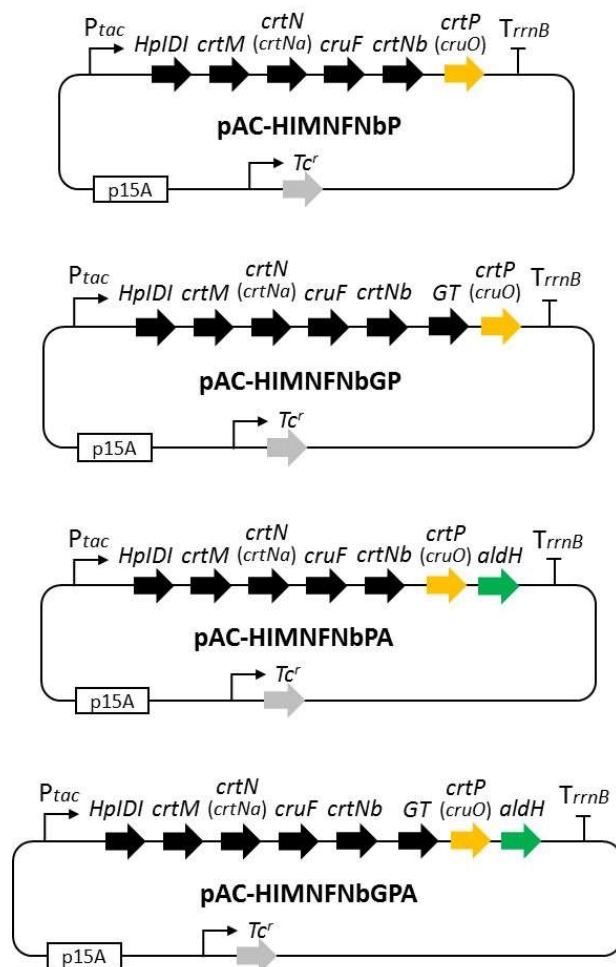 crtN crtP
Ptac HpIDI crtM (crtNa) cruF crtNb (cruO) TrrnB
pAC-HIMNFNbP
p15A Tcʳ
crtN crtP
Ptac HpIDI crtM (crtNa) cruF crtNb GT (cruO) TrrnB
pAC-HIMNFNbGP
p15A Tcʳ
crtN crtP
Ptac HpIDI crtM (crtNa) cruF crtNb (cruO) aldH TrrnB
pAC-HIMNFNbPA
p15A Tcʳ
crtN crtP
Ptac HpIDI crtM (crtNa) cruF crtNb GT (cruO) aldH TrrnB
pAC-HIMNFNbGPA
p15A Tcʳ